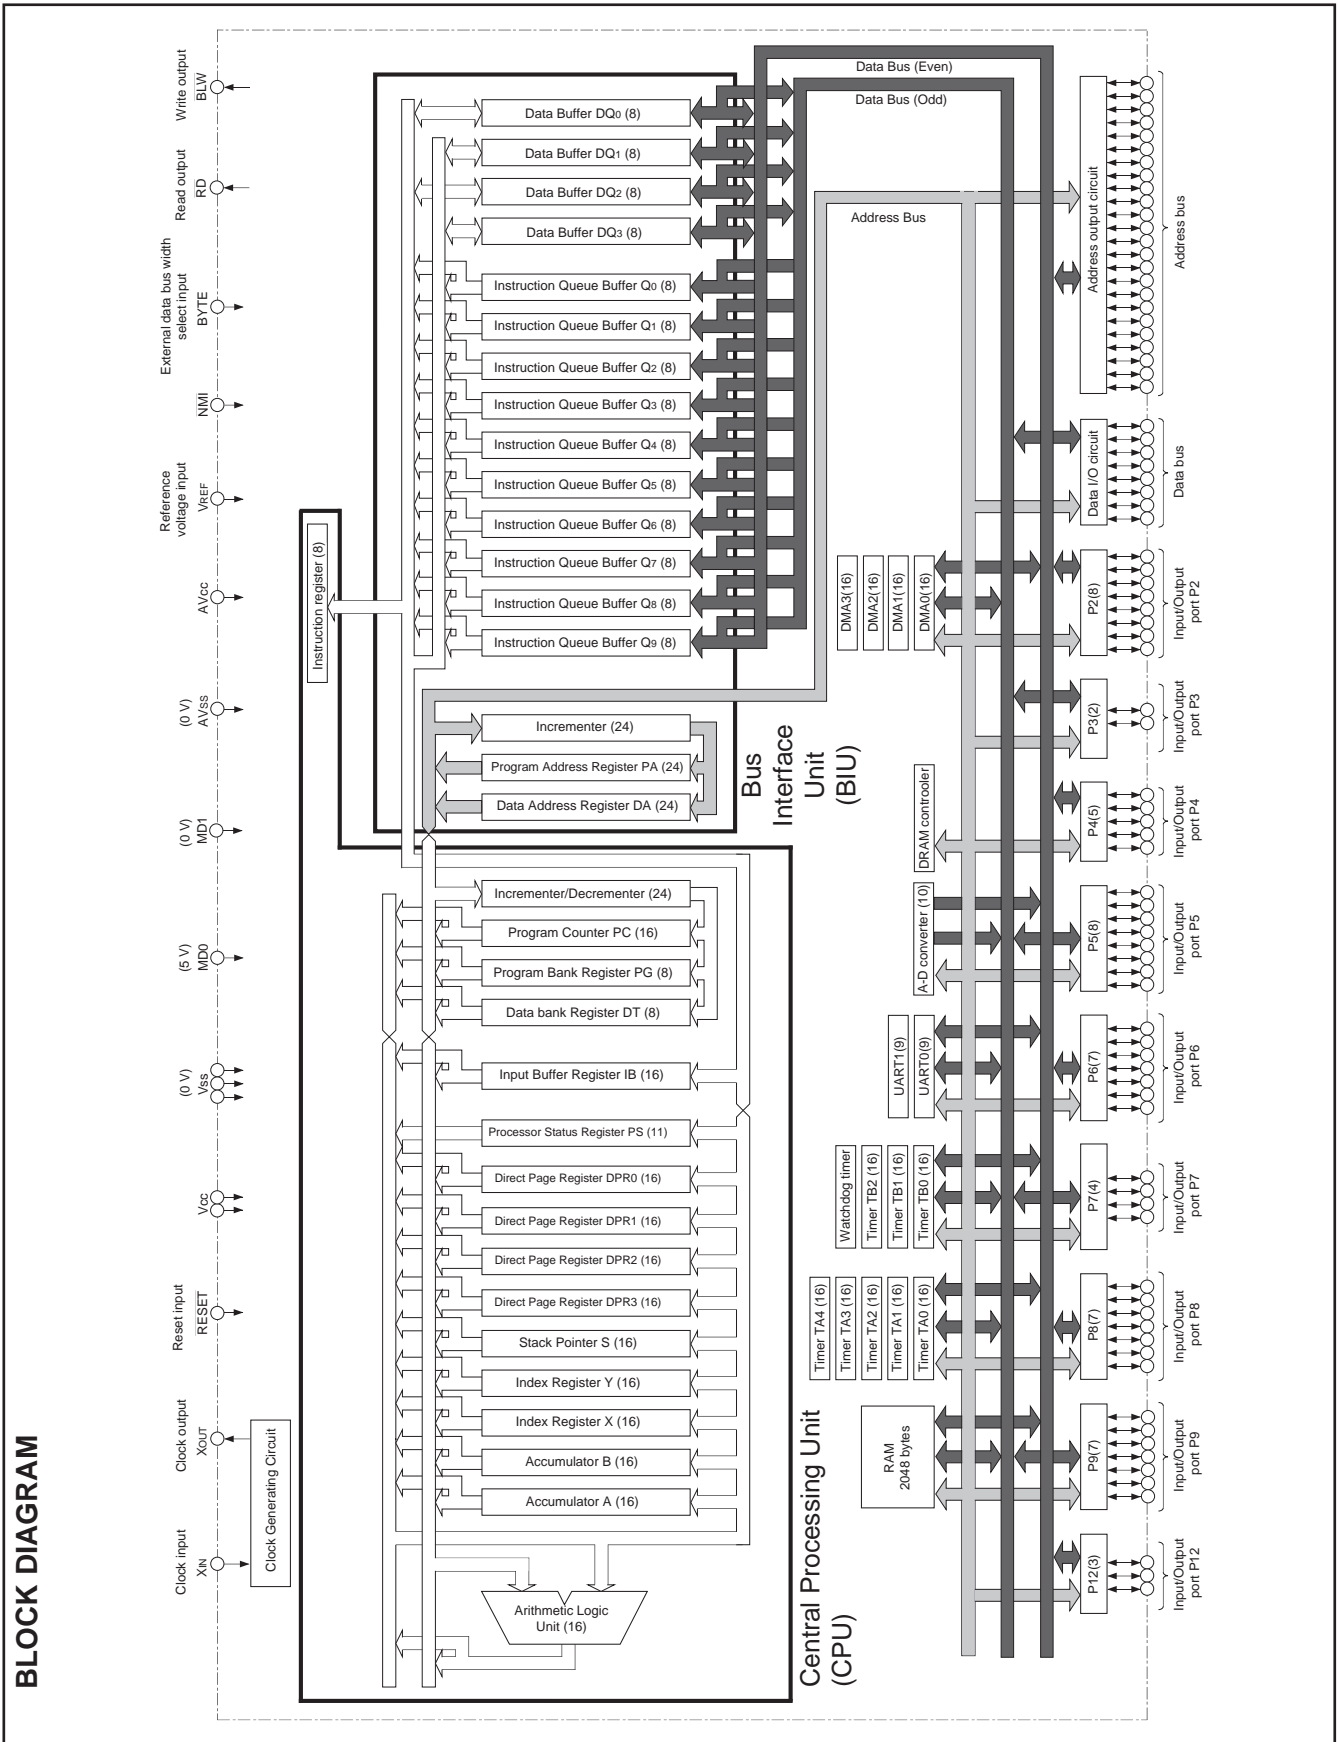 BLOCK DIAGRAM
Clock input
XIN
Clock output
XOUT
Reset input
RESET
Vcc
(0 V)
Vss
(5 V)
MD0
(0 V)
MD1
(0 V)
AVss
AVcc
Reference
voltage input
VREF
NMI
External data bus width
select input
BYTE
Read output
RD
Write output
BLW
Clock Generating Circuit
Instruction register (8)
Data Buffer DQ0 (8)
Data Buffer DQ1 (8)
Data Buffer DQ2 (8)
Data Buffer DQ3 (8)
Instruction Queue Buffer Q0 (8)
Instruction Queue Buffer Q1 (8)
Instruction Queue Buffer Q2 (8)
Instruction Queue Buffer Q3 (8)
Instruction Queue Buffer Q4 (8)
Instruction Queue Buffer Q5 (8)
Instruction Queue Buffer Q6 (8)
Instruction Queue Buffer Q7 (8)
Instruction Queue Buffer Q8 (8)
Instruction Queue Buffer Q9 (8)
Incrementer (24)
Program Address Register PA (24)
Data Address Register DA (24)
Bus
Interface
Unit
(BIU)
Incrementer/Decrementer (24)
Program Counter PC (16)
Program Bank Register PG (8)
Data bank Register DT (8)
Input Buffer Register IB (16)
Processor Status Register PS (11)
Direct Page Register DPR0 (16)
Direct Page Register DPR1 (16)
Direct Page Register DPR2 (16)
Direct Page Register DPR3 (16)
Stack Pointer S (16)
Index Register Y (16)
Index Register X (16)
Accumulator B (16)
Accumulator A (16)
Arithmetic Logic
Unit (16)
Central Processing Unit
(CPU)
Data Bus (Even)
Data Bus (Odd)
Address Bus
RAM
2048 bytes
Timer TA4 (16)
Timer TA3 (16)
Timer TA2 (16)
Timer TA1 (16)
Timer TA0 (16)
Watchdog timer
Timer TB2 (16)
Timer TB1 (16)
Timer TB0 (16)
UART1(9)
UART0(9)
A-D converter (10)
DRAM controoler
DMA3(16)
DMA2(16)
DMA1(16)
DMA0(16)
P12(3)
P9(7)
P8(7)
P7(4)
P6(7)
P5(8)
P4(5)
P3(2)
P2(8)
Data I/O circuit
Address output circuit
Input/Output
port P12
Input/Output
port P9
Input/Output
port P8
Input/Output
port P7
Input/Output
port P6
Input/Output
port P5
Input/Output
port P4
Input/Output
port P3
Input/Output
port P2
Data bus
Address bus